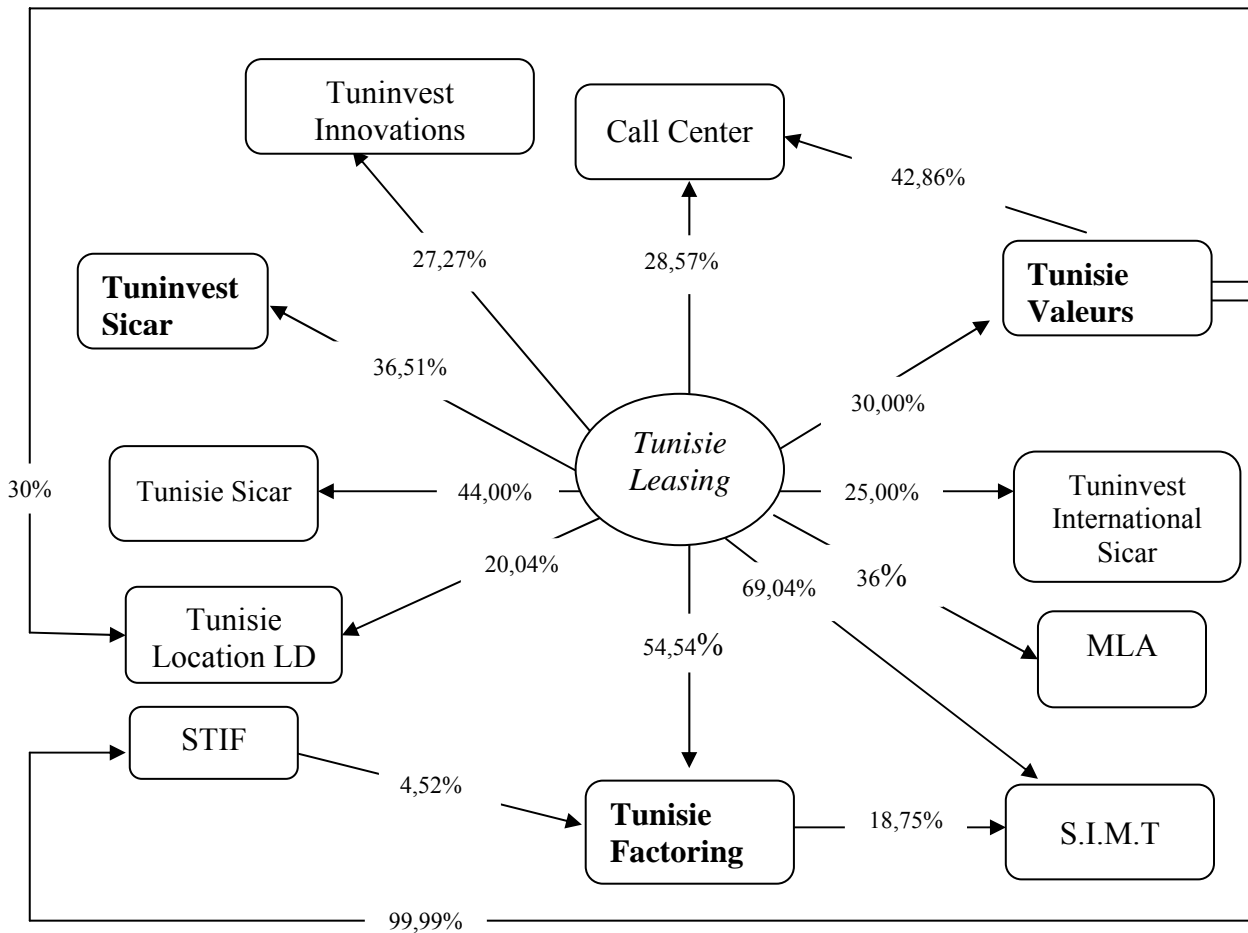 Tuninvest
Innovations
Call Center
42,86%
27,27%
28,57%
Tuninvest
Sicar
Tunisie
Valeurs
36,51%
30,00%
Tunisie
Leasing
30%
Tunisie Sicar
44,00%
25,00%
Tuninvest
International
Sicar
20,04%
69,04%
36%
Tunisie
Location LD
54,54%
MLA
STIF
4,52%
Tunisie
Factoring
18,75%
S.I.M.T
99,99%